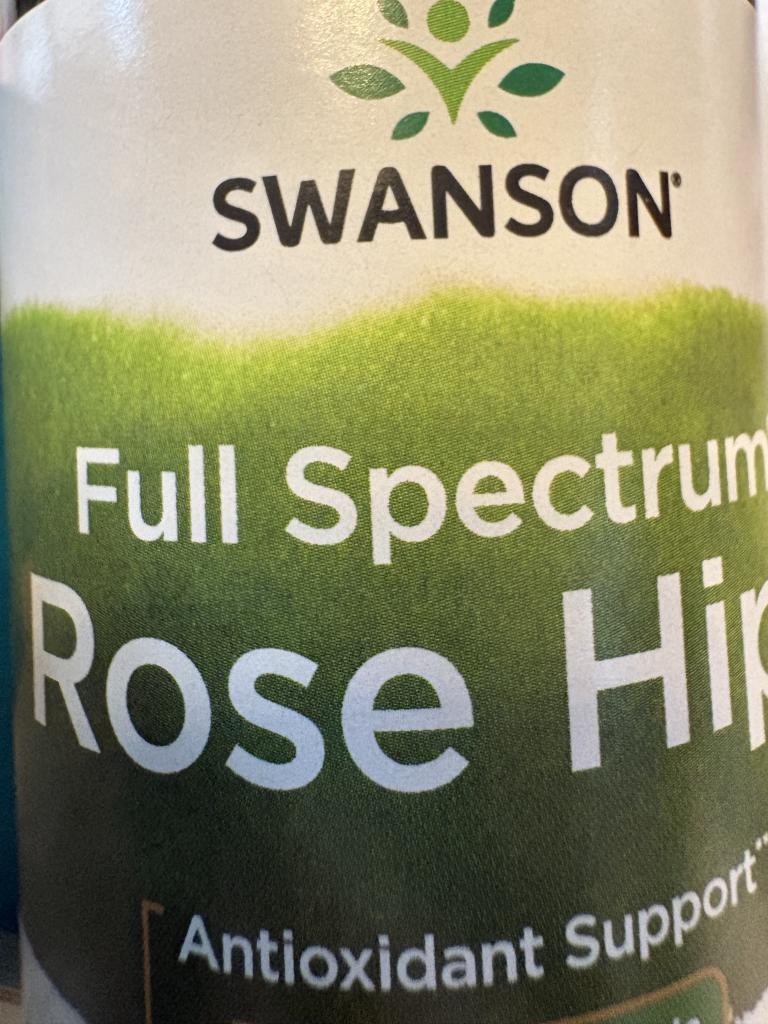 SWANSON®
Full Spectrum
Rose Hip
Antioxidant Support